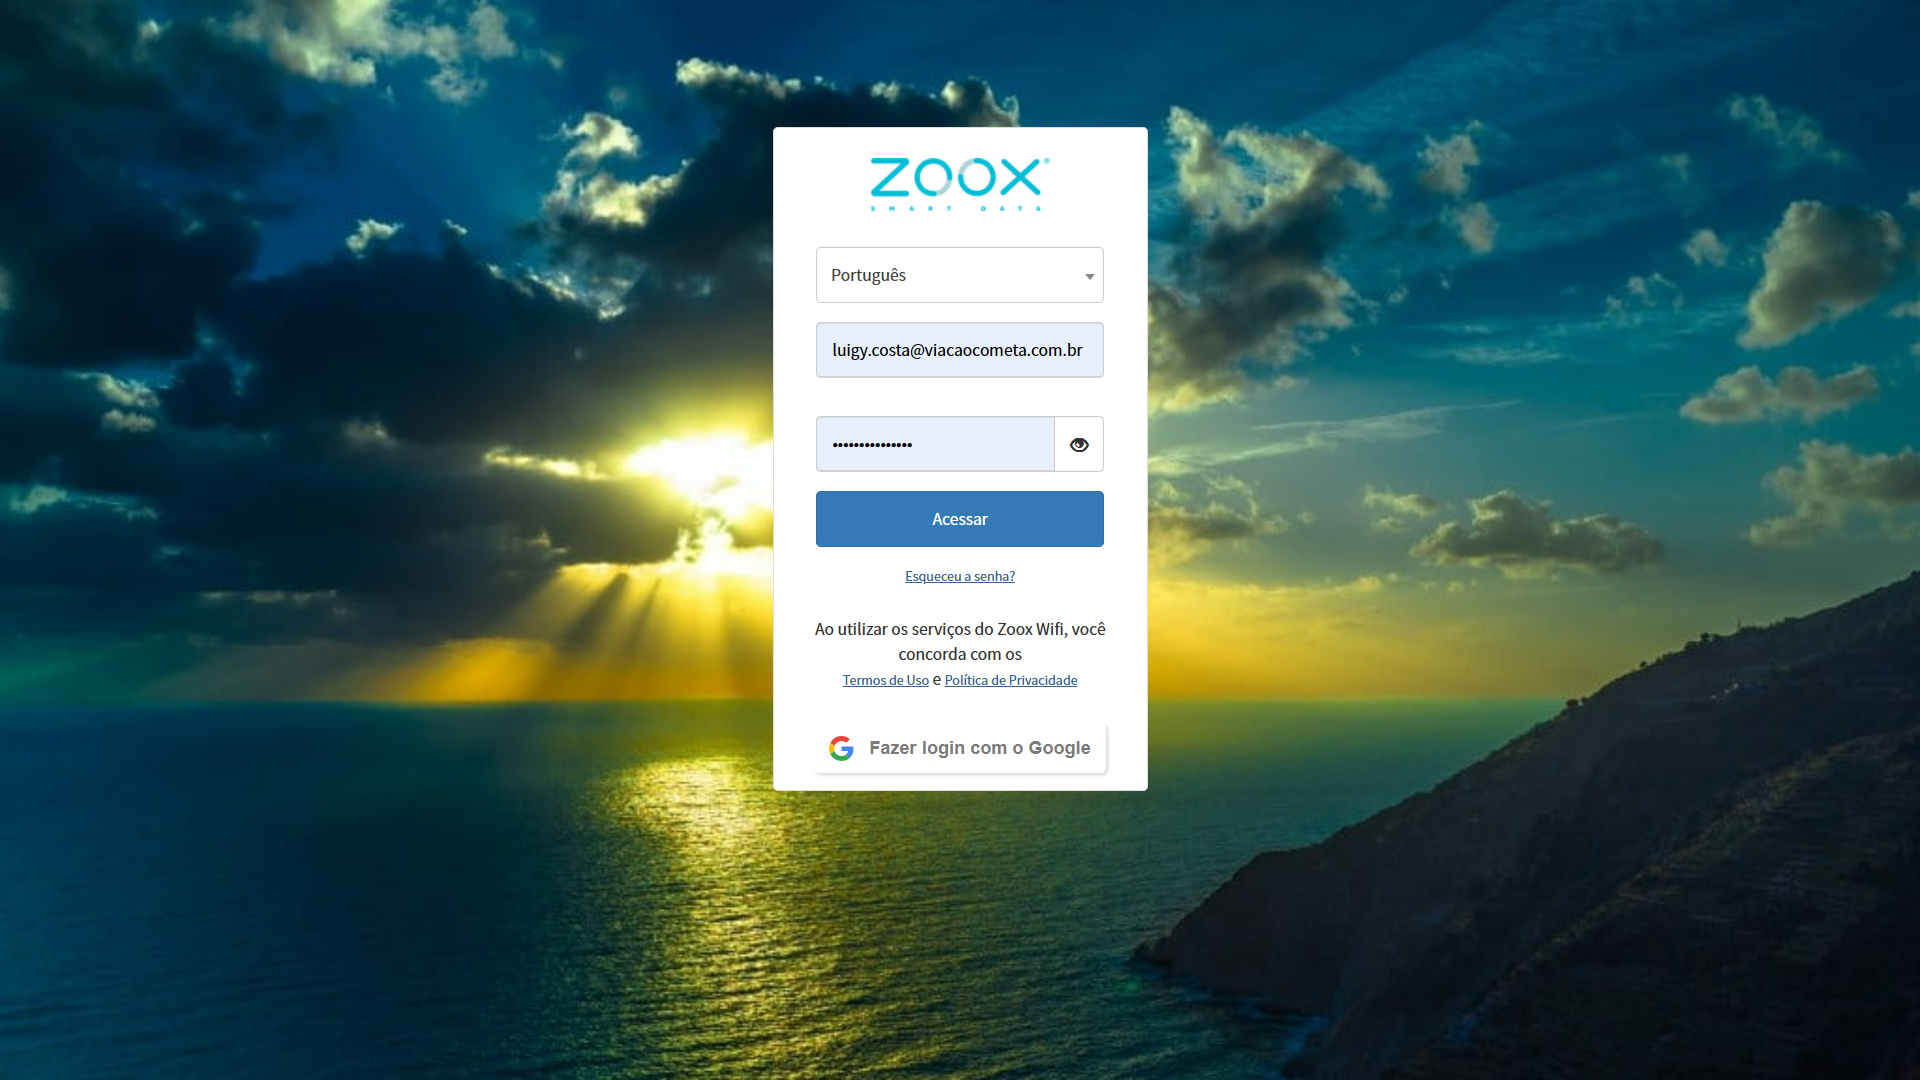 ZOOX®
SMART DATA
Português
luigy.costa@viacaocometa.com.br
•••••••••••••••
Acessar
Esqueceu a senha?
Ao utilizar os serviços do Zoox Wifi, você
concorda com os
Termos de Uso e Política de Privacidade
Fazer login com o Google